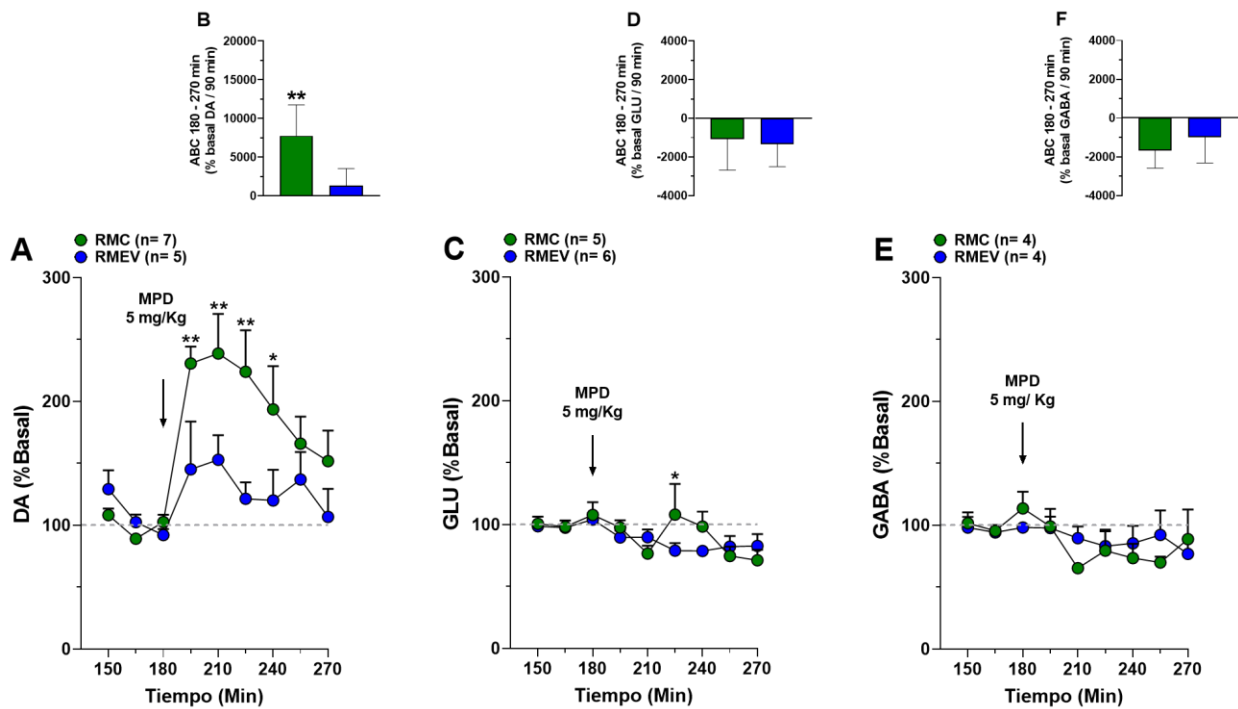 B
ABC 180 - 270 min
(% basal DA / 90 min)
20000
15000
10000
5000
0
**
D
ABC 180 - 270 min
(% basal GLU / 90 min)
4000
2000
0
-2000
-4000
F
ABC 180 - 270 min
(% basal GABA / 90 min)
4000
2000
0
-2000
-4000
A
RMC (n= 7)
RMEV (n= 5)
DA (%Basal)
300
200
100
0
MPD
5 mg/Kg
**
**
**
*
150
180
210
240
270
Tiempo (Min)
C
RMC (n= 5)
RMEV (n= 6)
GLU (%Basal)
300
200
100
0
MPD
5 mg/Kg
*
150
180
210
240
270
Tiempo (Min)
E
RMC (n= 4)
RMEV (n= 4)
GABA (%Basal)
300
200
100
0
MPD
5 mg/ Kg
150
180
210
240
270
Tiempo (Min)